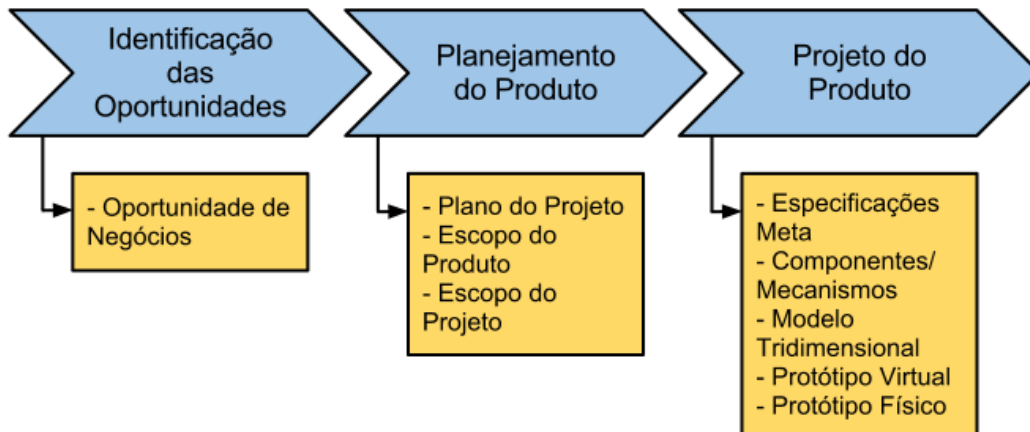 Identificação
das
Oportunidades
Planejamento
do Produto
Projeto do
Produto
- Oportunidade de
Negócios
- Plano do Projeto
- Escopo do
Produto
- Escopo do
Projeto
- Especificações
Meta
- Componentes/
Mecanismos
- Modelo
Tridimensional
- Protótipo Virtual
- Protótipo Físico